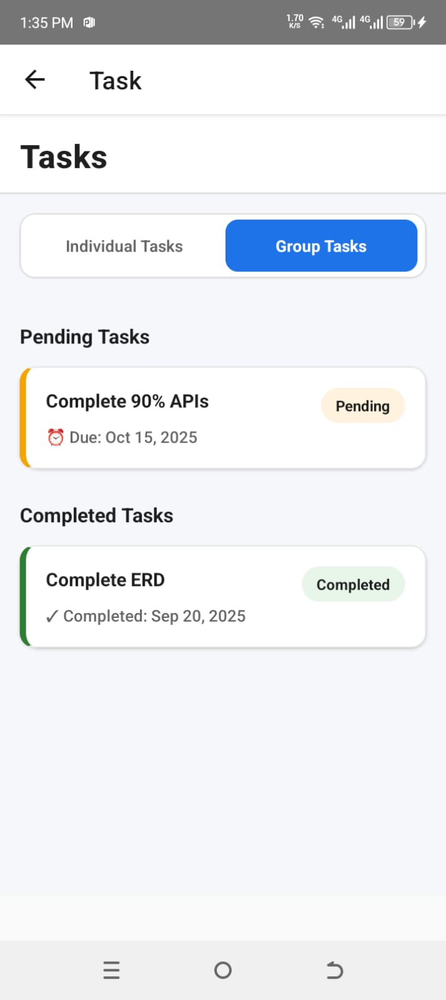 1:35 PM
1.70
K/S
4G
4G
59
Task
Tasks
Individual Tasks
Group Tasks
Pending Tasks
Complete 90% APIs
Pending
⏰ Due: Oct 15, 2025
Completed Tasks
Complete ERD
Completed
✓ Completed: Sep 20, 2025